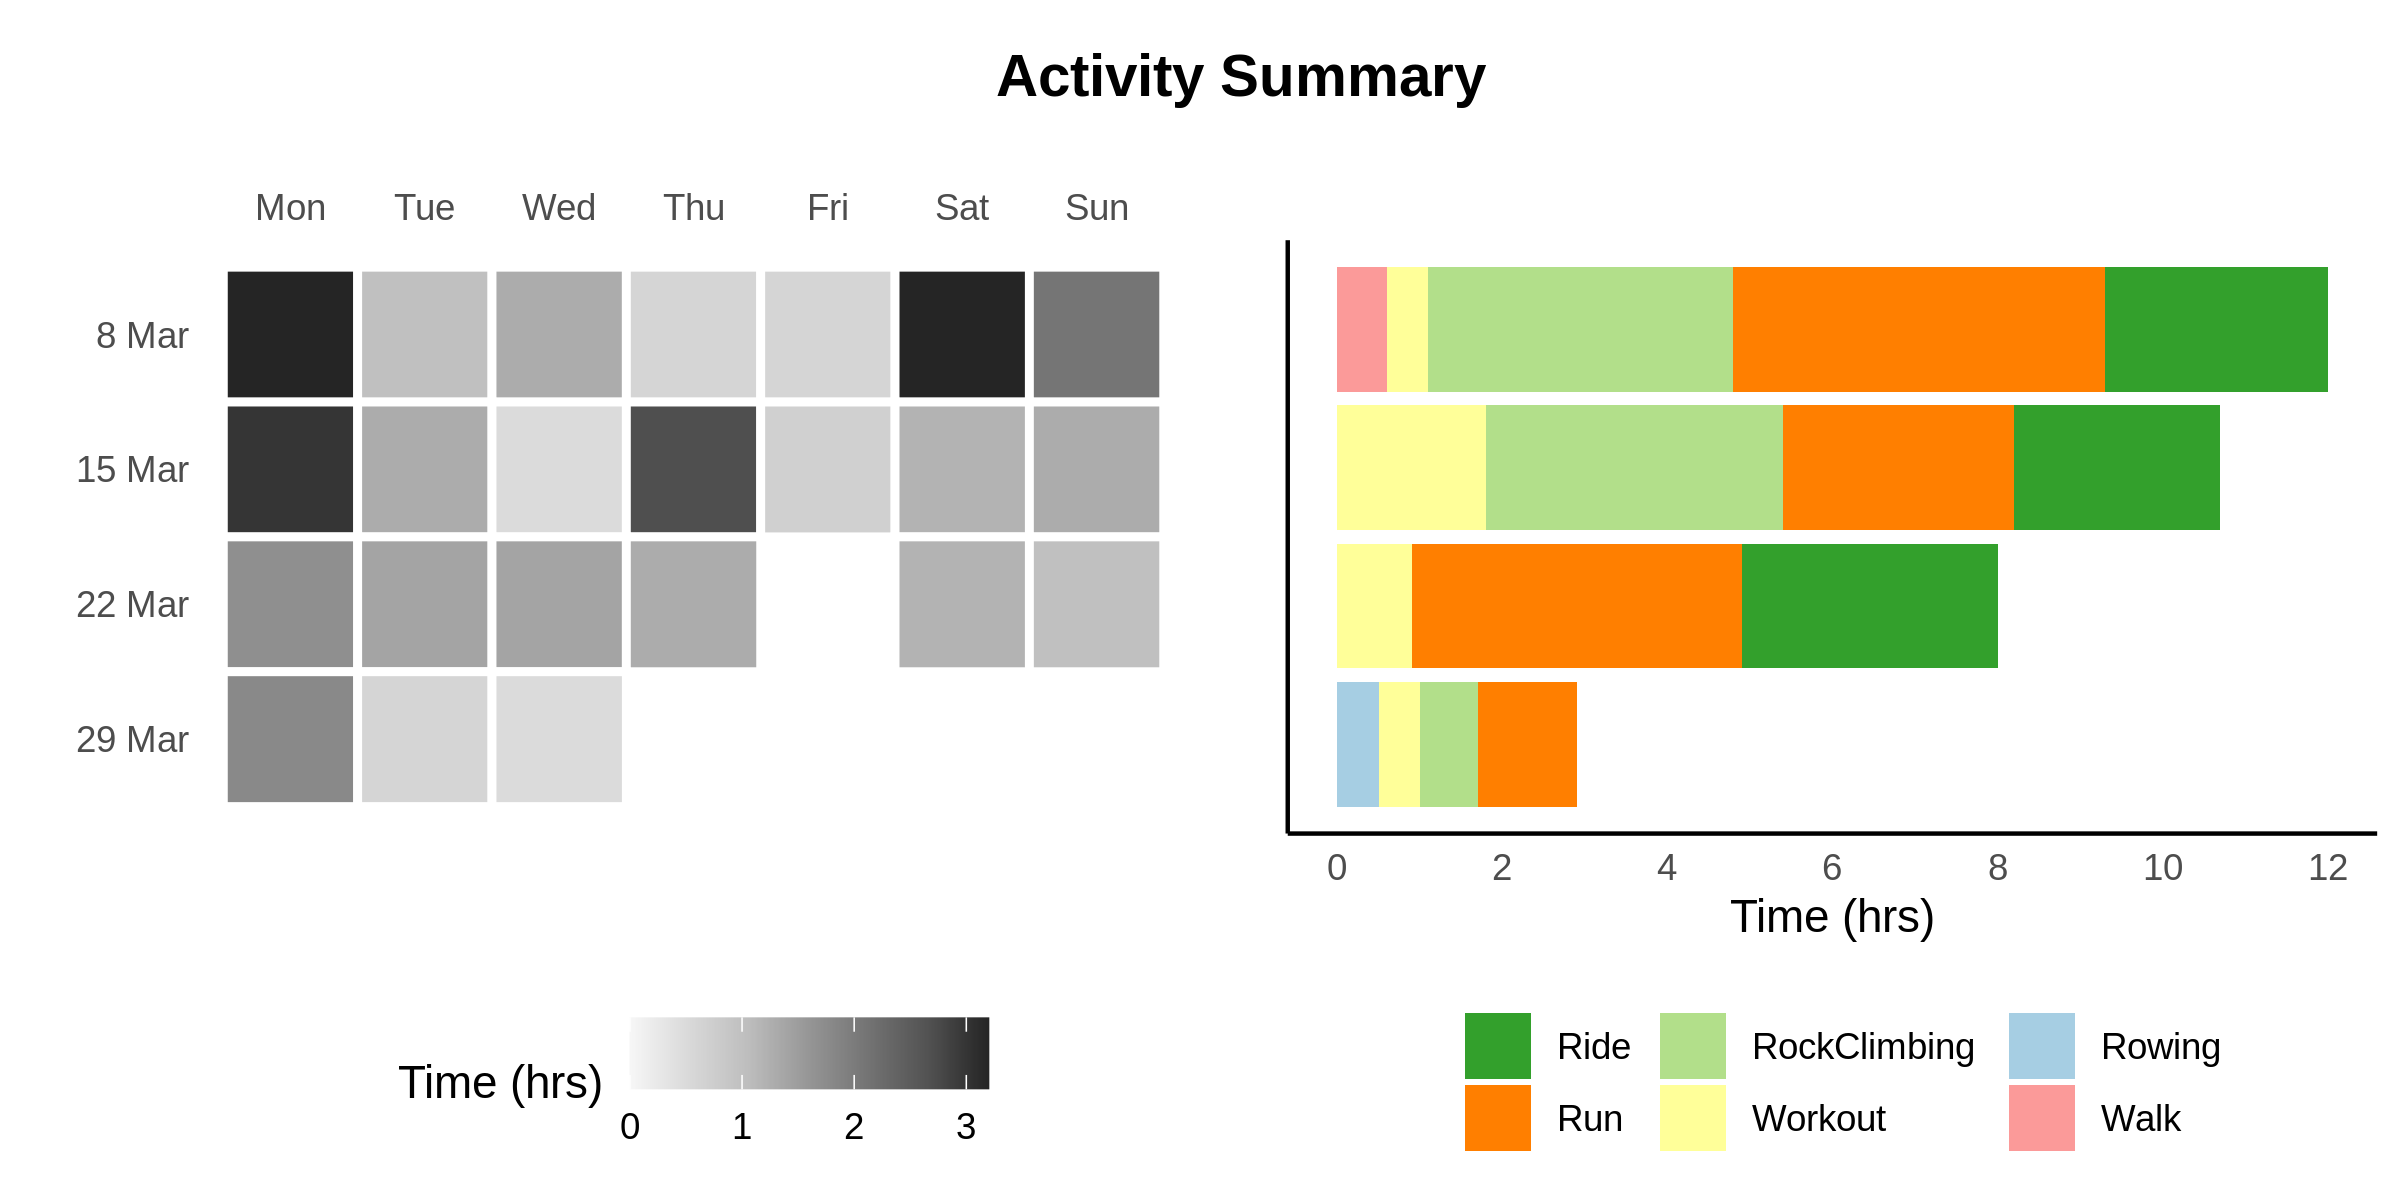 Activity Summary
Mon Tue Wed Thu Fri Sat Sun
8 Mar
15 Mar
22 Mar
29 Mar
0 2 4 6 8 10 12
Time (hrs)
Time (hrs)
0 1 2 3
Ride RockClimbing Rowing
Run Workout Walk